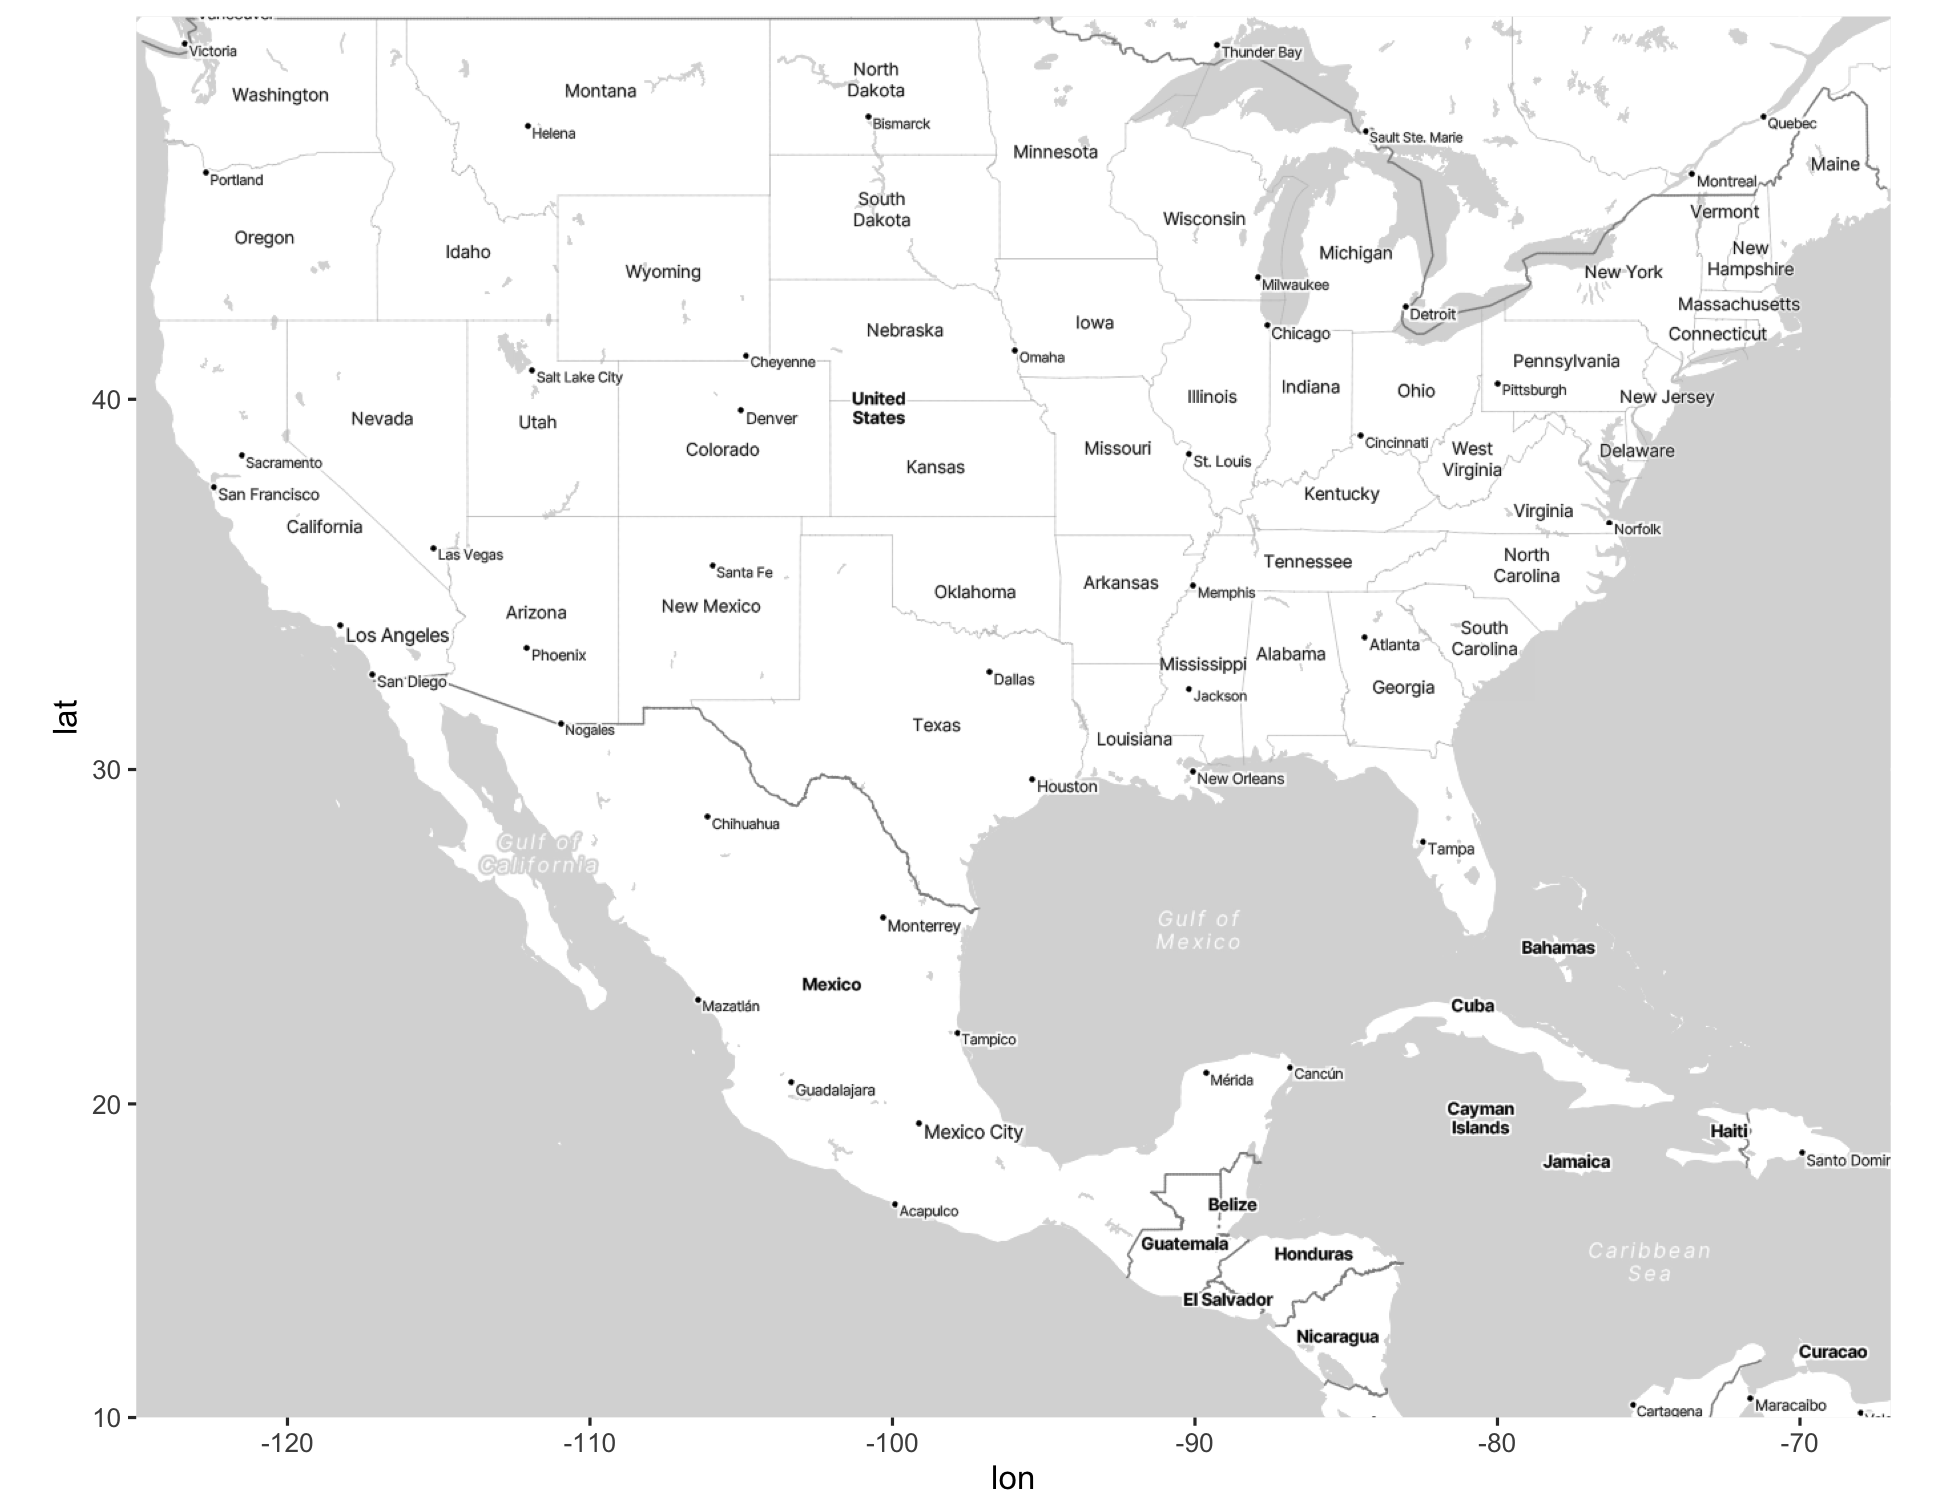 Vancouver
Victoria
Washington
Montana
Helena
North
Dakota
Bismarck
Minnesota
Thunder Bay
Sault Ste. Marie
Quebec
Maine
Montreal
Vermont
New
Hampshire
New York
Massachusetts
Connecticut
Portland
Oregon
Idaho
Wyoming
South
Dakota
Wisconsin
Michigan
Milwaukee
Detroit
Chicago
Nebraska
Iowa
Omaha
Cheyenne
Salt Lake City
Pennsylvania
Pittsburgh
New Jersey
40
Nevada
Utah
Denver
Colorado
United
States
Kansas
Missouri
Illinois
Indiana
Ohio
Cincinnati
West
Virginia
Delaware
St. Louis
Kentucky
Virginia
Norfolk
Sacramento
San Francisco
California
Las Vegas
Santa Fe
New Mexico
Arizona
Phoenix
Oklahoma
Arkansas
Tennessee
Memphis
North
Carolina
South
Carolina
Los Angeles
San Diego
Nogales
Dallas
Texas
Mississippi
Jackson
Alabama
Atlanta
Georgia
Louisiana
lat
30
Houston
New Orleans
Chihuahua
Gulf of
California
Tampa
Monterrey
Gulf of
Mexico
Bahamas
Mexico
Mazatlán
Cuba
Tampico
20
Guadalajara
Mérida
Cancún
Mexico City
Cayman
Islands
Haiti
Jamaica
Santo Domin
Acapulco
Belize
Guatemala
Honduras
El Salvador
Caribbean
Sea
Nicaragua
Curacao
Cartagena
Maracaibo
10
-120
-110
-100
-90
-80
-70
lon